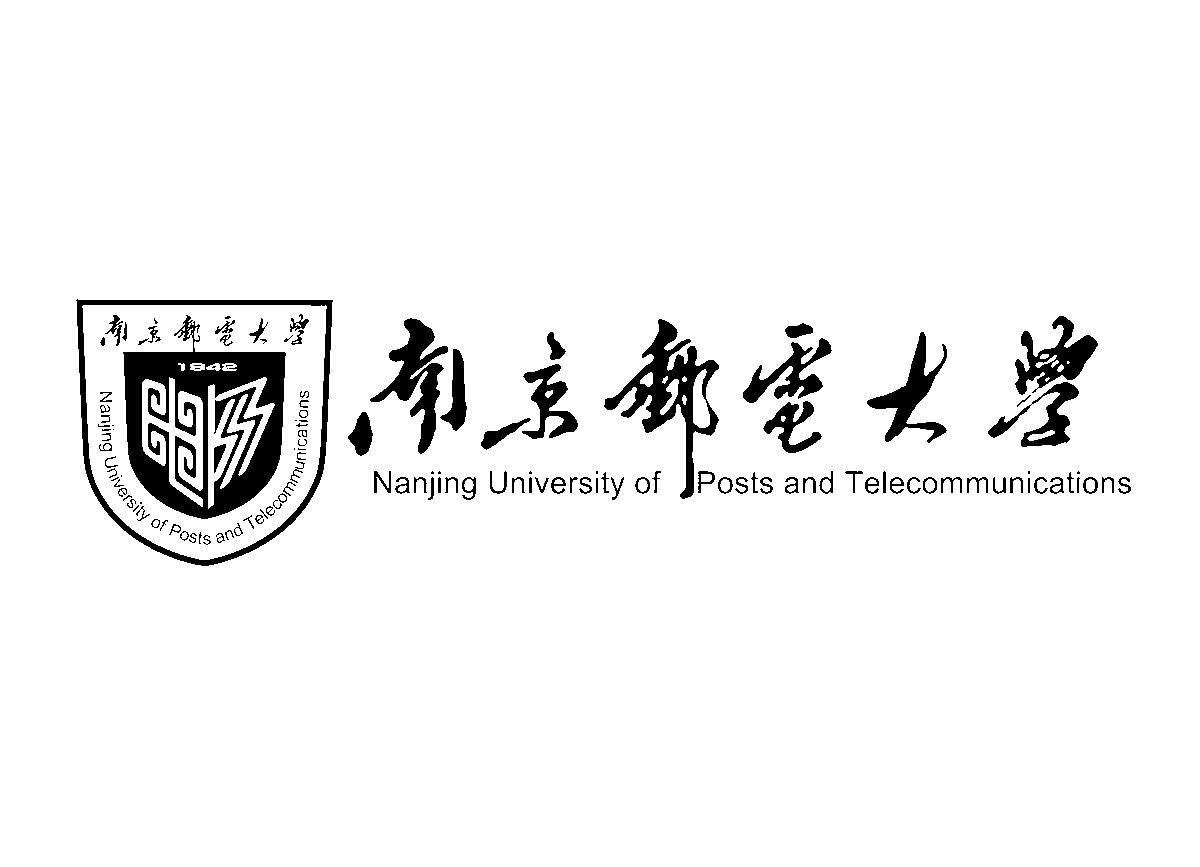 南京郵電大學
1942
Nanjing University of Posts and Telecommunications
南京郵電大學
Nanjing University of Posts and Telecommunications